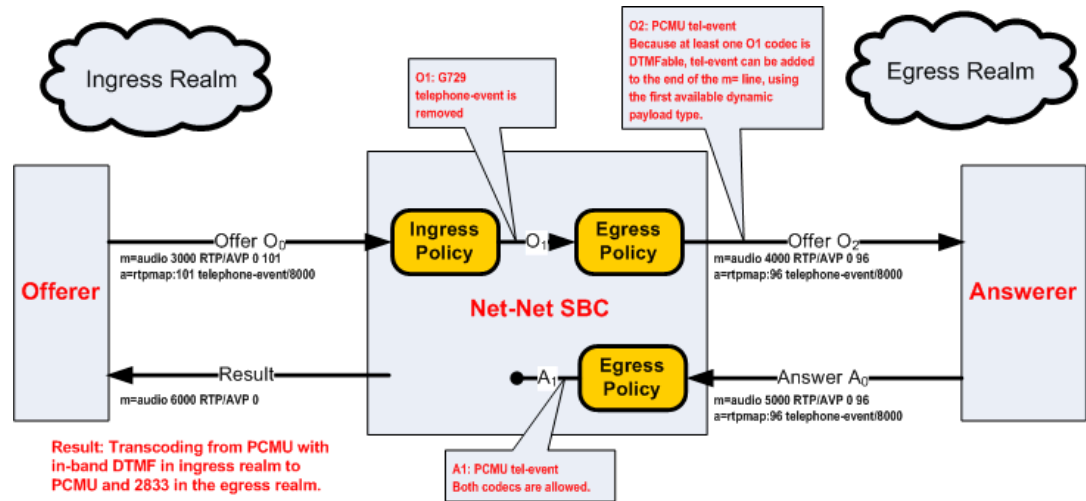 Ingress Realm
Egress Realm
O1: G729
telephone-event is
removed
O2: PCMU tel-event
Because at least one O1 codec is
DTMFable, tel-event can be added
to the end of the m= line, using
the first available dynamic
payload type.
Offerer
Offer O0
m=audio 3000 RTP/AVP 0 101
a=rtpmap:101 telephone-event/8000
Ingress
Policy
O1
Egress
Policy
Offer O2
m=audio 4000 RTP/AVP 0 96
a=rtpmap:96 telephone-event/8000
Answerer
Net-Net SBC
Result
m=audio 6000 RTP/AVP 0
A1
Egress
Policy
Answer A0
m=audio 5000 RTP/AVP 0 96
a=rtpmap:96 telephone-event/8000
Result: Transcoding from PCMU with
in-band DTMF in ingress realm to
PCMU and 2833 in the egress realm.
A1: PCMU tel-event
Both codecs are allowed.